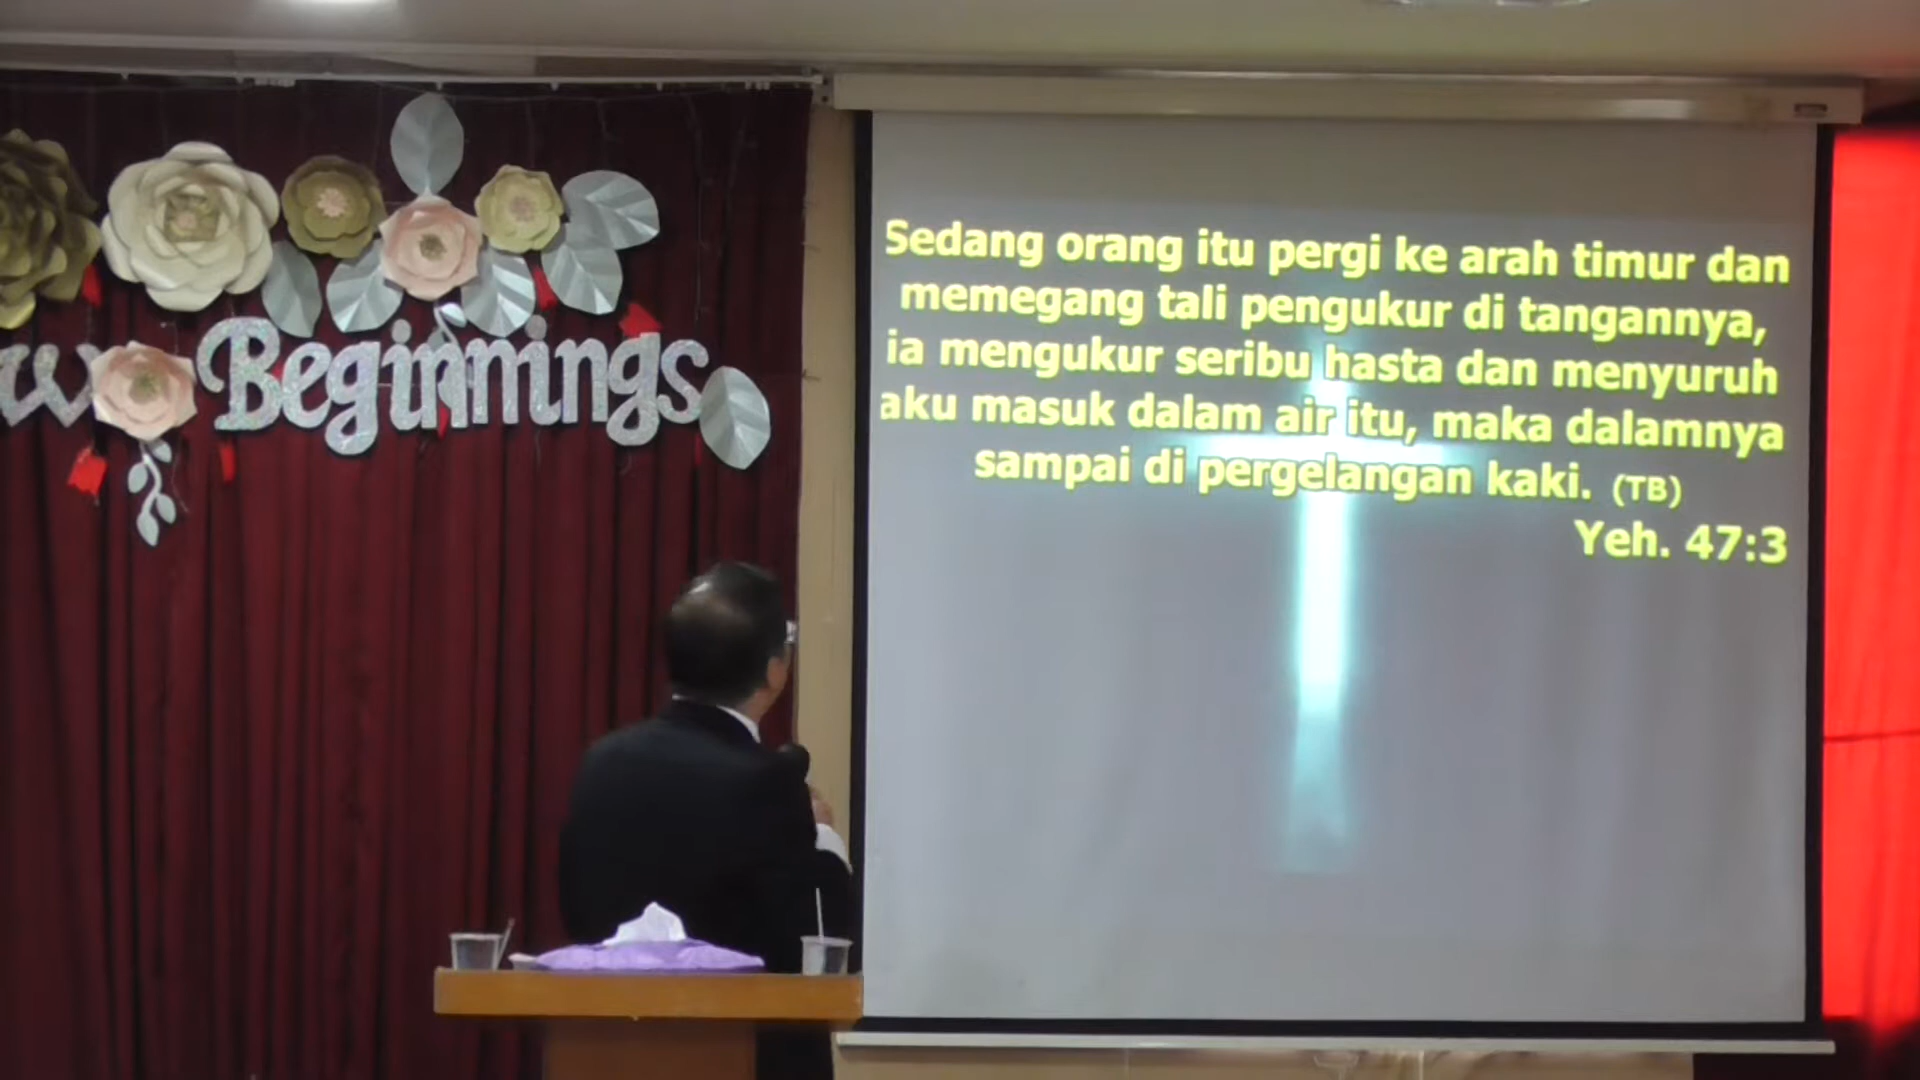 w Beginnings
Sedang orang itu pergi ke arah timur dan
memegang tali pengukur di tangannya,
ia mengukur seribu hasta dan menyuruh
aku masuk dalam air itu, maka dalamnya
sampai di pergelangan kaki. (TB)
Yeh. 47:3